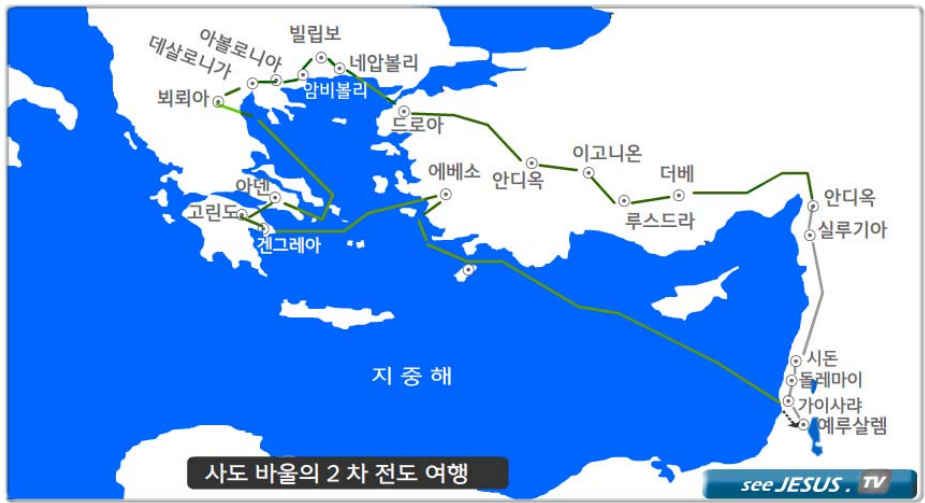 빌립보
아볼로니아
데살로니가
네압볼리
뵈뢰아
암비볼리
드로아
에베소
안디옥
이고니온
더베
루스드라
안디옥
실루기아
아덴
고린도
겐그레아
지 중 해
시돈
돌레마이
가이사랴
예루살렘
사도 바울의 2 차 전도 여행
see JESUS . TV